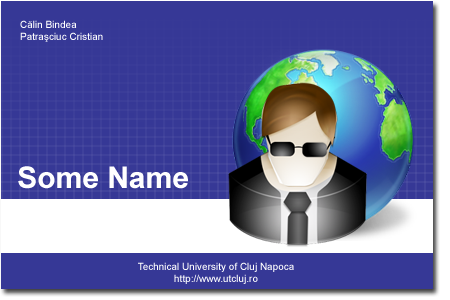 Călin Bindea
Patraşciuc Cristian
Some Name
Technical University of Cluj Napoca
http://www.utcluj.ro